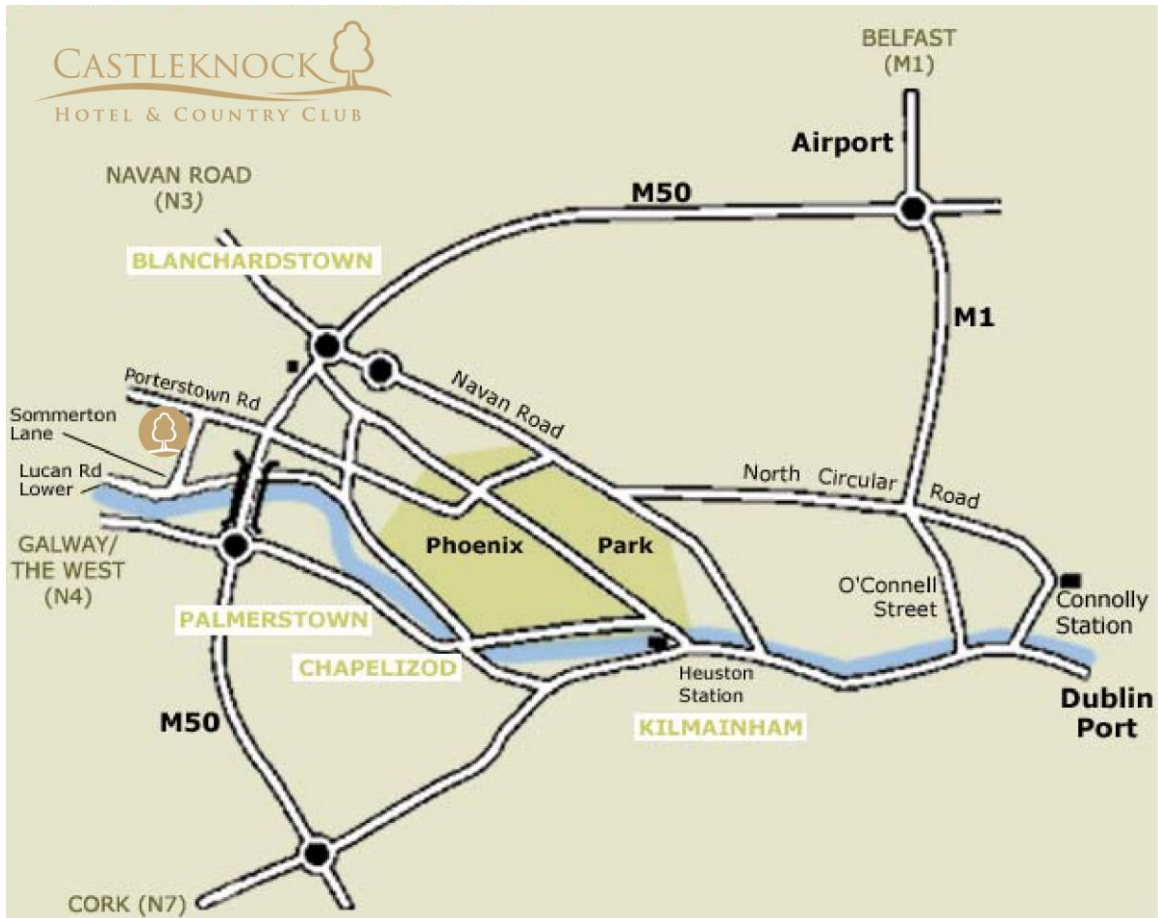 CASTLEKNOCK
HOTEL & COUNTRY CLUB
BELFAST
(M1)
Airport
NAVAN ROAD
(N3)
M50
BLANCHARDSTOWN
M1
Porterstown Rd
Navan Road
Sommerton
Lane
Lucan Rd
Lower
North Circular Road
GALWAY/
THE WEST
(N4)
Phoenix Park
O'Connell
Street
Connolly
Station
PALMERSTOWN
CHAPELIZOD
Heuston
Station
Dublin
Port
M50
KILMAINHAM
CORK (N7)